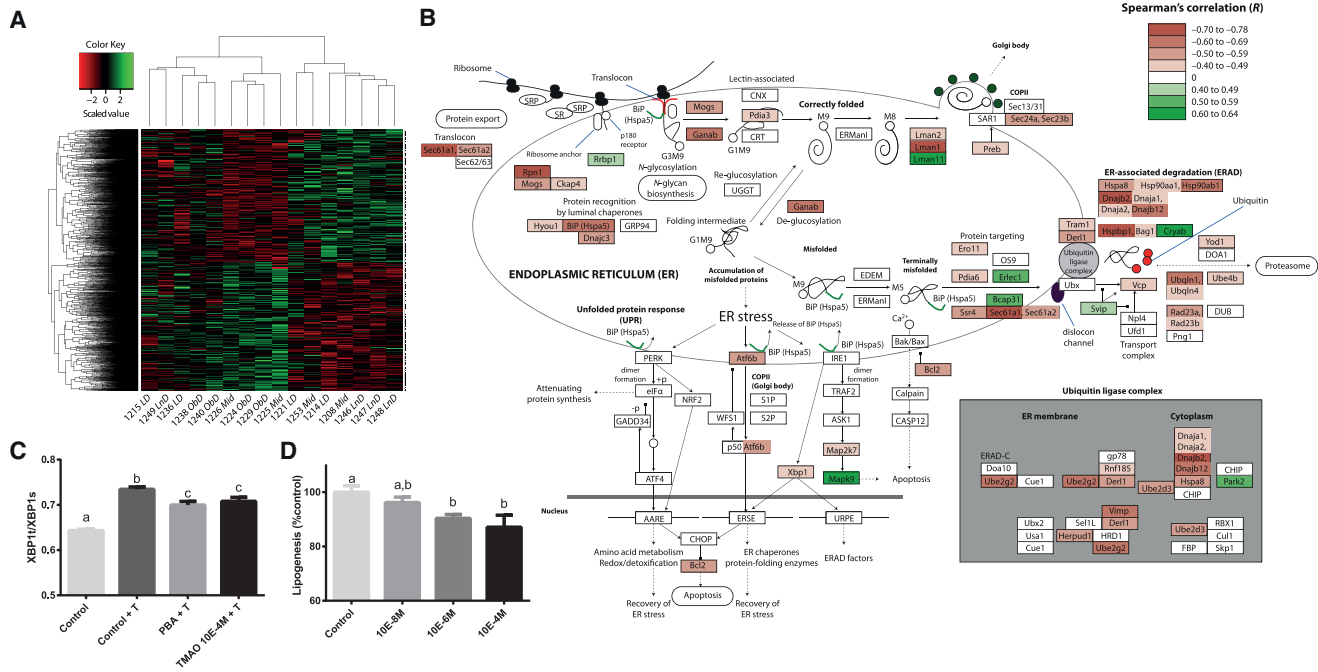 A
Color Key
−2 0 2
Scaled value
1215 LD
1249 LnD
1236 LD
1238 ObD
1240 ObD
1226 Mid
1224 ObD
1229 ObD
1225 Mid
1221 LD
1253 Mid
1214 LD
1208 Mid
1246 LnD
1247 LnD
1248 LnD
B
Spearman's correlation (R)
−0.70 to −0.78
−0.60 to −0.69
−0.50 to −0.59
−0.40 to −0.49
0
0.40 to 0.49
0.50 to 0.59
0.60 to 0.64
Ribosome
Translocon
SRP
SRP
SR
p180
receptor
Ribosome anchor
Protein export
Translocon
Sec61a1, Sec61a2
Sec62/63
BiP
(Hspa5)
Mogs
Ganab
G3M9
N-glycosylation
N-glycan
biosynthesis
Rrbp1
Rpn1
Mogs
Ckap4
Lectin-associated
CNX
Pdia3
CRT
G1M9
Correctly folded
M9
ERManI
M8
Lman2
Lman1
Lman11
Golgi body
COPII
Sec13/31
SAR1
Sec24a, Sec23b
Preb
Re-glucosylation
UGGT
Ganab
De-glucosylation
Protein recognition
by luminal chaperones
Hyou1
BiP (Hspa5)
GRP94
Dnajc3
Folding intermediate
G1M9
ENDOPLASMIC RETICULUM (ER)
Accumulation of
misfolded proteins
Misfolded
M9
BiP (Hspa5)
EDEM
ERManI
Terminally
misfolded
M5
BiP (Hspa5)
Protein targeting
Ero11
OS9
Pdia6
Erlec1
Bcap31
Ssr4
Sec61a1, Sec61a2
ER-associated degradation (ERAD)
Hspa8
Hsp90aa1, Hsp90ab1
Dnajb2, Dnaja1,
Dnaja2, Dnajb12
Hspbp1, Bag1
Cryab
Ubiquitin
Tram1
Derl1
Ubiquitin
ligase
complex
Ubx
Vcp
Svip
Npl4
Ufd1
Transport
complex
dislocon
channel
Yod1
DOA1
Proteasome
Ubqln1,
Ubqln4
Ube4b
Rad23a,
Rad23b
DUB
Png1
Unfolded protein response
(UPR)
BiP (Hspa5)
PERK
ER stress
Atf6b
BiP (Hspa5)
Release of BiP (Hspa5)
BiP (Hspa5)
IRE1
Ca2+
Bak/Bax
Bcl2
dimer
formation
+p
eIFα
-p
GADD34
ATF4
NRF2
Attenuating
protein synthesis
COPII
(Golgi body)
S1P
S2P
WFS1
p50 Atf6b
dimer
formation
TRAF2
ASK1
Map2k7
Xbp1
Mapk9
Calpain
CASP12
Apoptosis
Nucleus
AARE
ERSE
URPE
CHOP
Bcl2
Apoptosis
Amino acid metabolism
Redox/detoxification
Recovery of
ER stress
ER chaperones
protein-folding enzymes
Recovery of
ER stress
ERAD factors
Ubiquitin ligase complex
ER membrane
Cytoplasm
ERAD-C
Doa10
Ube2g2
Cue1
gp78
Rnf185
Ube2g2
Derl1
Ube2d3
Dnaja1,
Dnaja2,
Dnajb2,
Dnajb12
Hspa8
CHIP
CHIP
Park2
Ubx2
Usa1
Cue1
Vimp
Sel1L
Derl1
Herpud1
HRD1
Ube2g2
Ube2d3
RBX1
Cul1
FBP
Skp1
C
XBP1t/XBP1s
0.8
0.7
0.6
0.5
a
b
c
c
Control
Control + T
PBA + T
TMAO 10E-4M + T
D
Lipogenesis (%control)
100
80
60
a
a,b
b
b
Control
10E-8M
10E-6M
10E-4M